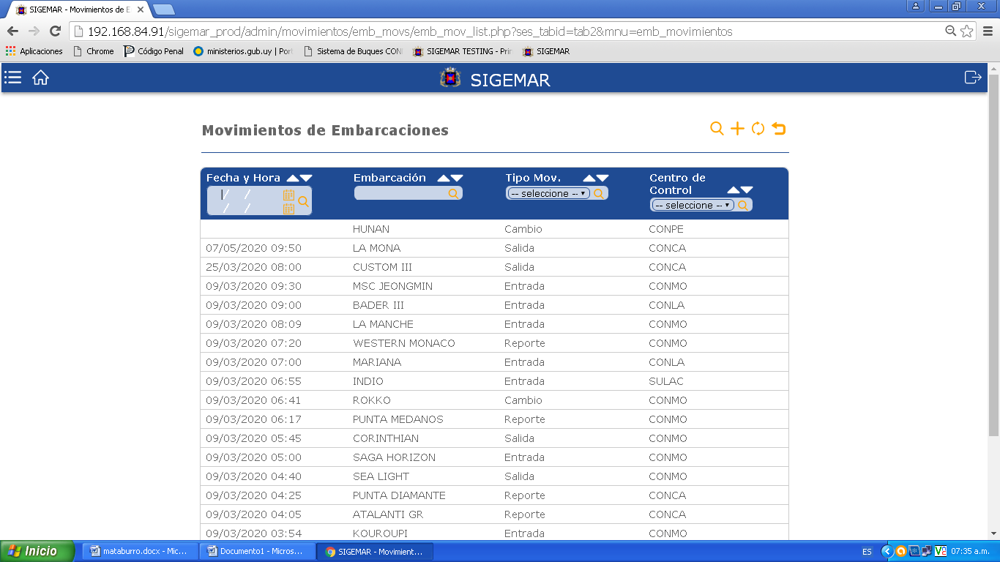 SIGEMAR - Movimientos de E
192.168.84.91/sigemar_prod/admin/movimientos/emb_movs/emb_mov_list.php?ses_tabid=tab2&mnu=emb_movimientos
Aplicaciones Chrome Código Penal ministerios.gub.uy | Port Sistema de Buques CON SIGEMAR TESTING - Prin SIGEMAR
SIGEMAR
Movimientos de Embarcaciones
Fecha y Hora Embarcación Tipo Mov. Centro de Control
/ / -- seleccione -- -- seleccione --
/ /
HUNAN Cambio CONPE
07/05/2020 09:50 LA MONA Salida CONCA
25/03/2020 08:00 CUSTOM III Salida CONCA
09/03/2020 09:30 MSC JEONGMIN Entrada CONMO
09/03/2020 09:00 BADER III Entrada CONLA
09/03/2020 08:09 LA MANCHE Entrada CONMO
09/03/2020 07:20 WESTERN MONACO Reporte CONMO
09/03/2020 07:00 MARIANA Entrada CONLA
09/03/2020 06:55 INDIO Entrada SULAC
09/03/2020 06:41 ROKKO Cambio CONMO
09/03/2020 06:17 PUNTA MEDANOS Reporte CONMO
09/03/2020 05:45 CORINTHIAN Salida CONMO
09/03/2020 05:00 SAGA HORIZON Entrada CONMO
09/03/2020 04:40 SEA LIGHT Salida CONMO
09/03/2020 04:25 PUNTA DIAMANTE Reporte CONCA
09/03/2020 04:05 ATALANTI GR Reporte CONCA
09/03/2020 03:54 KOUROUPI Entrada CONMO
Inicio mataburro.docx - Mic... Documento1 - Micros... SIGEMAR - Movimient... ES 07:35 a.m.